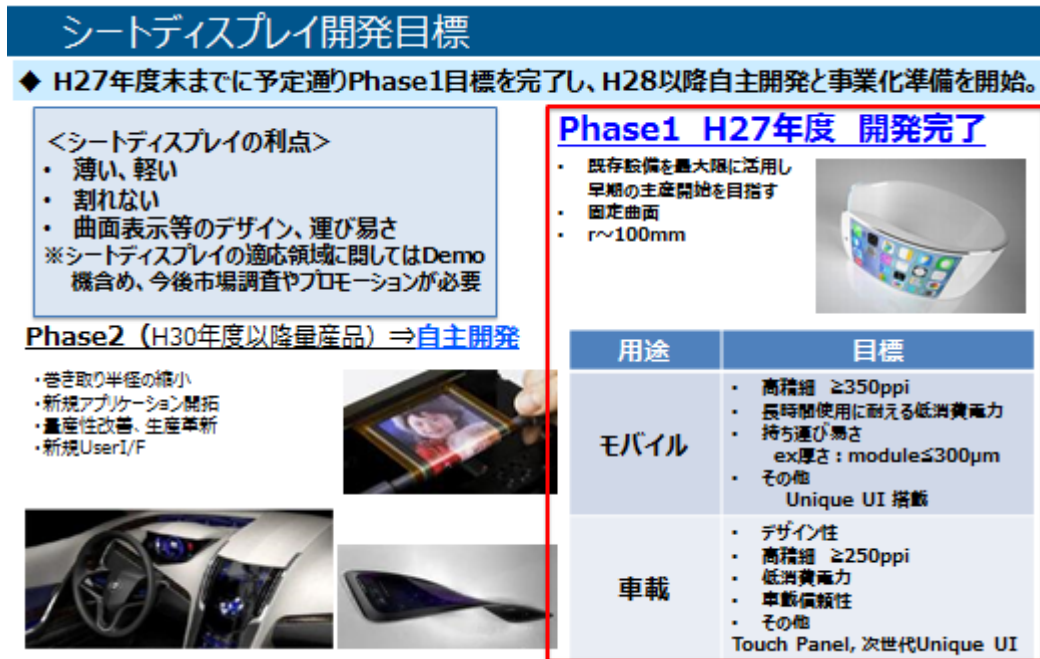 シートディスプレイ開発目標
◆ H27年度末までに予定通りPhase1目標を完了し、H28以降自主開発と事業化準備を開始。
＜シートディスプレイの利点＞
・ 薄い、軽い
・ 割れない
・ 曲面表示等のデザイン、運び易さ
※シートディスプレイの適応領域に関してはDemo
機含め、今後市場調査やプロモーションが必要
Phase2（H30年度以降量産品）⇒自主開発
・巻き取り半径の縮小
・新規アプリケーション開拓
・量産性改善、生産革新
・新規UserI/F
Phase1 H27年度 開発完了
・ 既存設備を最大限に活用し
早期の生産開始を目指す
・ 固定曲面
・ r～100mm
用途 目標
モバイル
・ 高精細 ≧350ppi
・ 長時間使用に耐える低消費電力
・ 持ち運び易さ
ex厚さ：module≦300μm
・ その他
Unique UI 搭載
車載
・ デザイン性
・ 高精細 ≧250ppi
・ 低消費電力
・ 車載信頼性
・ その他
Touch Panel, 次世代Unique UI